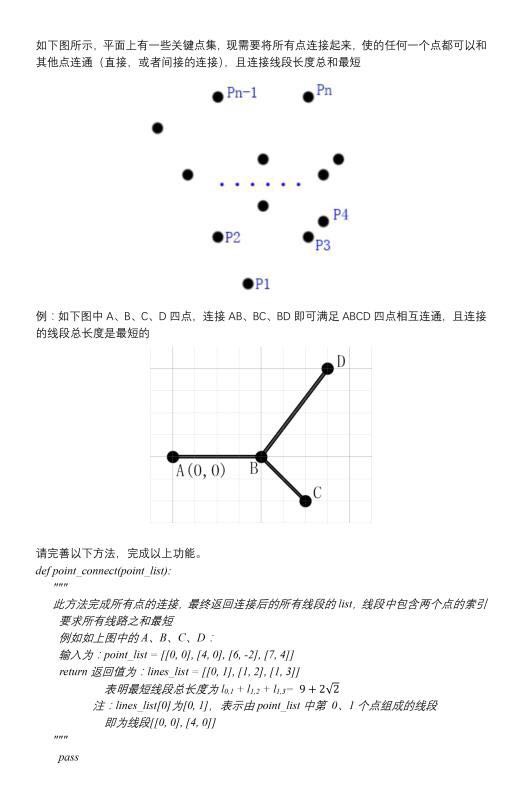 如下图所示，平面上有一些关键点集，现需要将所有点连接起来，使的任何一个点都可以和
其他点连通（直接，或者间接的连接），且连接线段长度总和最短
Pn-1
Pn
P4
P2
P3
P1
例：如下图中 A、B、C、D 四点，连接 AB、BC、BD 即可满足 ABCD 四点相互连通，且连接
的线段总长度是最短的
D
A(0,0)
B
C
请完善以下方法，完成以上功能。
def point_connect(point_list):
"""
此方法完成所有点的连接，最终返回连接后的所有线段的 list，线段中包含两个点的索引
要求所有线路之和最短
例如如上图中的 A、B、C、D：
输入为：point_list = [[0, 0], [4, 0], [6, -2], [7, 4]]
return 返回值为：lines_list = [[0, 1], [1, 2], [1, 3]]
表明最短线段总长度为 l0,1 + l1,2 + l1,3= 9 + 2√2
注：lines_list[0]为[0, 1]，表示由 point_list 中第 0、1 个点组成的线段
即为线段[[0, 0], [4, 0]]
"""
pass